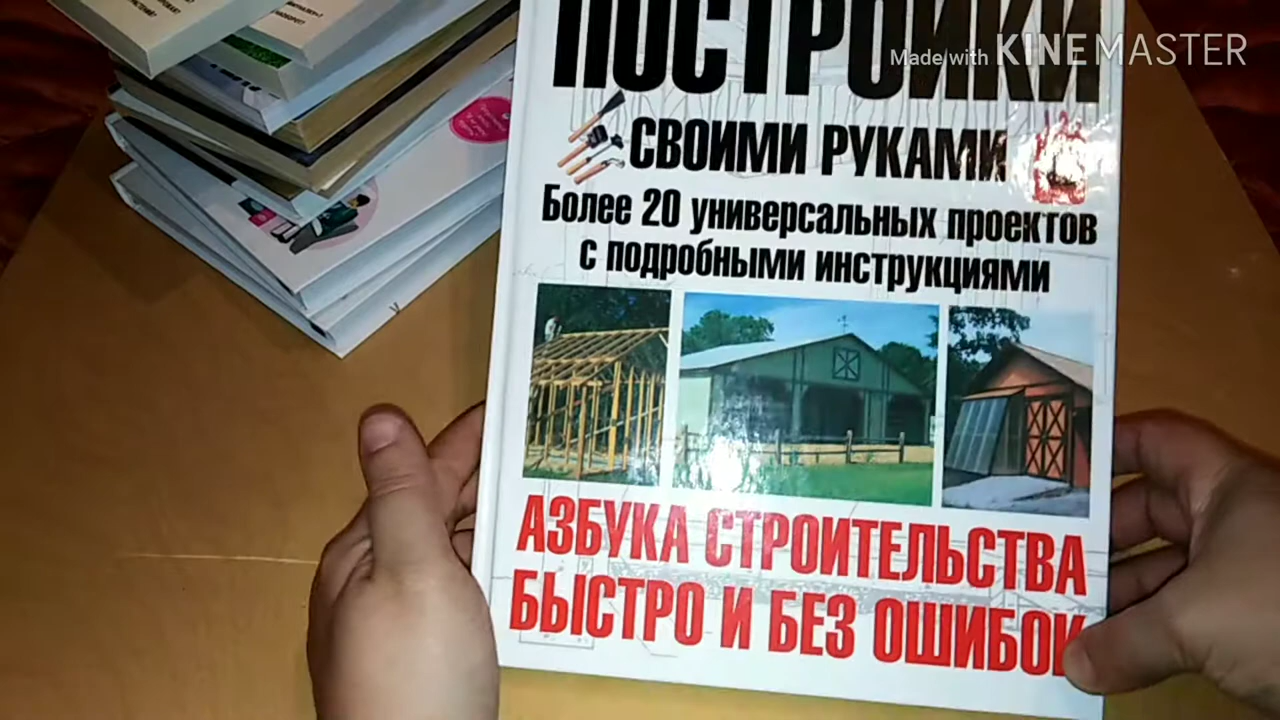 ПОСТРОЙКИ
Made with KINEMASTER
СВОИМИ РУКАМИ
Более 20 универсальных проектов
с подробными инструкциями
АЗБУКА СТРОИТЕЛЬСТВА
БЫСТРО И БЕЗ ОШИБОК